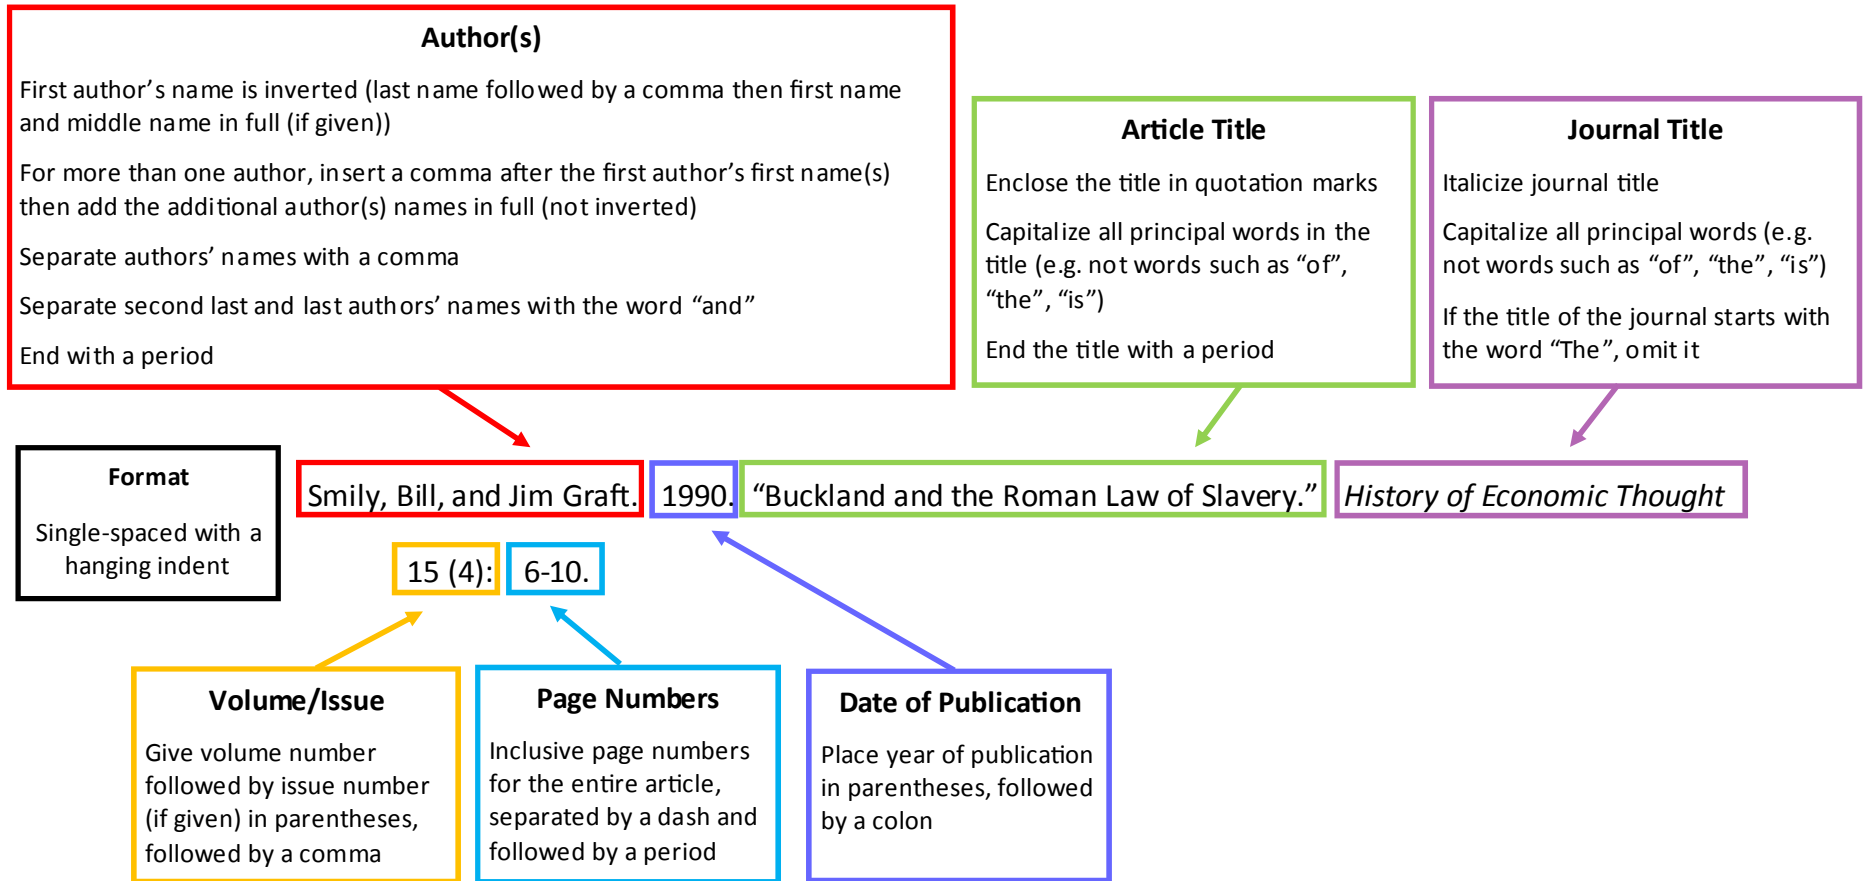 Author(s)
First author’s name is inverted (last name followed by a comma then first name
and middle name in full (if given))
For more than one author, insert a comma after the first author’s first name(s)
then add the additional author(s) names in full (not inverted)
Separate authors’ names with a comma
Separate second last and last authors’ names with the word “and”
End with a period
Article Title
Enclose the title in quotation marks
Capitalize all principal words in the
title (e.g. not words such as “of”,
“the”, “is”)
End the title with a period
Journal Title
Italicize journal title
Capitalize all principal words (e.g.
not words such as “of”, “the”, “is”)
If the title of the journal starts with
the word “The”, omit it
Format
Single-spaced with a
hanging indent
Smily, Bill, and Jim Graft. 1990. “Buckland and the Roman Law of Slavery.” History of Economic Thought
15 (4): 6-10.
Volume/Issue
Give volume number
followed by issue number
(if given) in parentheses,
followed by a comma
Page Numbers
Inclusive page numbers
for the entire article,
separated by a dash and
followed by a period
Date of Publication
Place year of publication
in parentheses, followed
by a colon